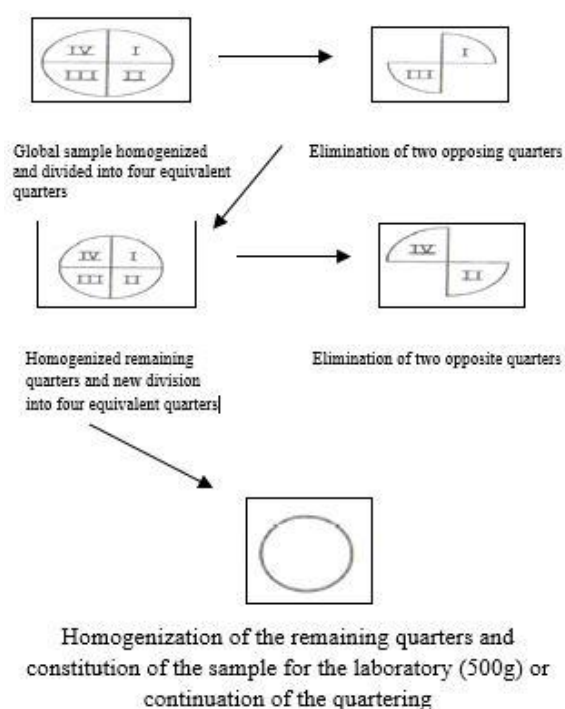 IV I
III II
I
III
Global sample homogenized
and divided into four equivalent
quarters
Elimination of two opposing quarters
IV I
III II
IV
II
Homogenized remaining
quarters and new division
into four equivalent quarters
Elimination of two opposite quarters
Homogenization of the remaining quarters and
constitution of the sample for the laboratory (500g) or
continuation of the quartering